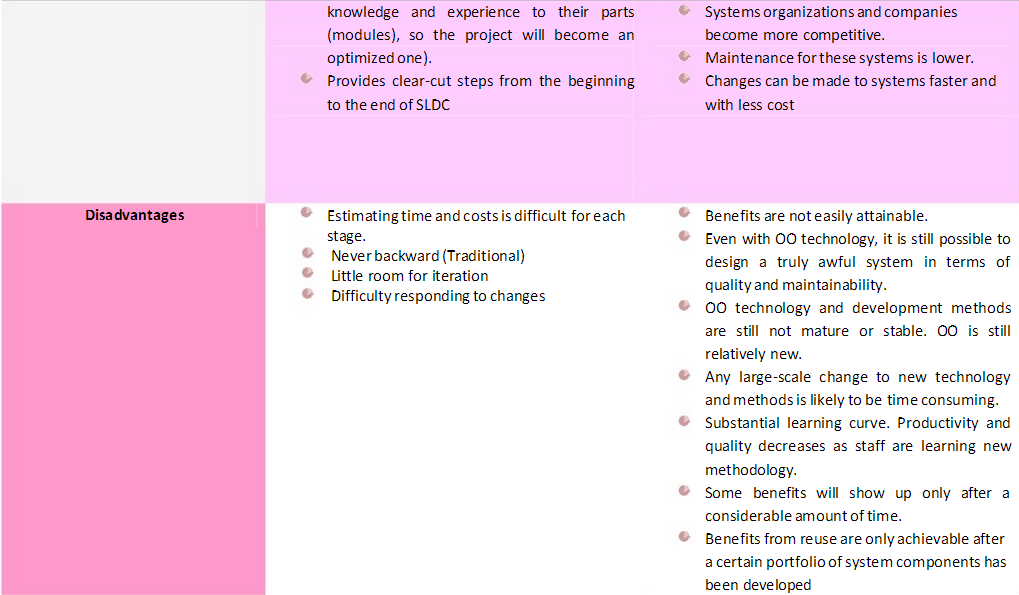 knowledge and experience to their parts
(modules), so the project will become an
optimized one).
Provides clear-cut steps from the beginning
to the end of SLDC
Systems organizations and companies
become more competitive.
Maintenance for these systems is lower.
Changes can be made to systems faster and
with less cost
Disadvantages
Estimating time and costs is difficult for each
stage.
Never backward (Traditional)
Little room for iteration
Difficulty responding to changes
Benefits are not easily attainable.
Even with OO technology, it is still possible to
design a truly awful system in terms of
quality and maintainability.
OO technology and development methods
are still not mature or stable. OO is still
relatively new.
Any large-scale change to new technology
and methods is likely to be time consuming.
Substantial learning curve. Productivity and
quality decreases as staff are learning new
methodology.
Some benefits will show up only after a
considerable amount of time.
Benefits from reuse are only achievable after
a certain portfolio of system components has
been developed